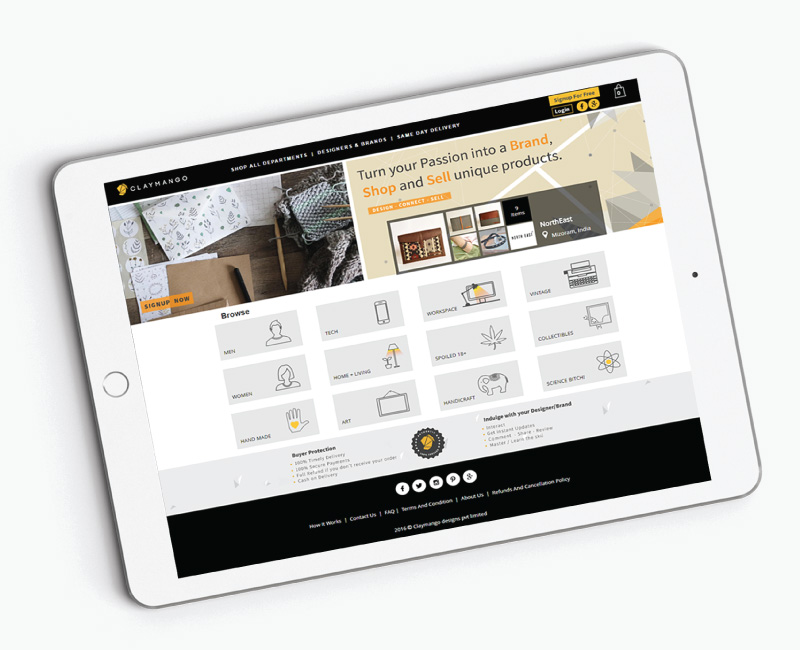 Signup For Free
Login
0
CLAYMANGO
SHOP ALL DEPARTMENTS | DESIGNERS & BRANDS | SAME DAY DELIVERY
Turn your Passion into a Brand,
Shop and Sell unique products.
DESIGN · CONNECT · SELL
9
Items
NORTH EAST
NorthEast
Mizoram, India
SIGNUP NOW
Browse
MEN
TECH
WORKSPACE
VINTAGE
WOMEN
HOME + LIVING
SPOILED 18+
COLLECTIBLES
HAND MADE
ART
HANDICRAFT
SCIENCE BITCH!
Buyer Protection
100% Timely Delivery
100% Secure Payments
Full Refund if you don't receive your order
Cash on Delivery
Indulge with your Designer/Brand
Interact
Get Instant Updates
Comment - Share - Review
Master / Learn the
How It Works | Contact Us | FAQ | Terms And Condition | About Us | Refunds And Cancellation Policy
2016 © Claymango designs pvt limited